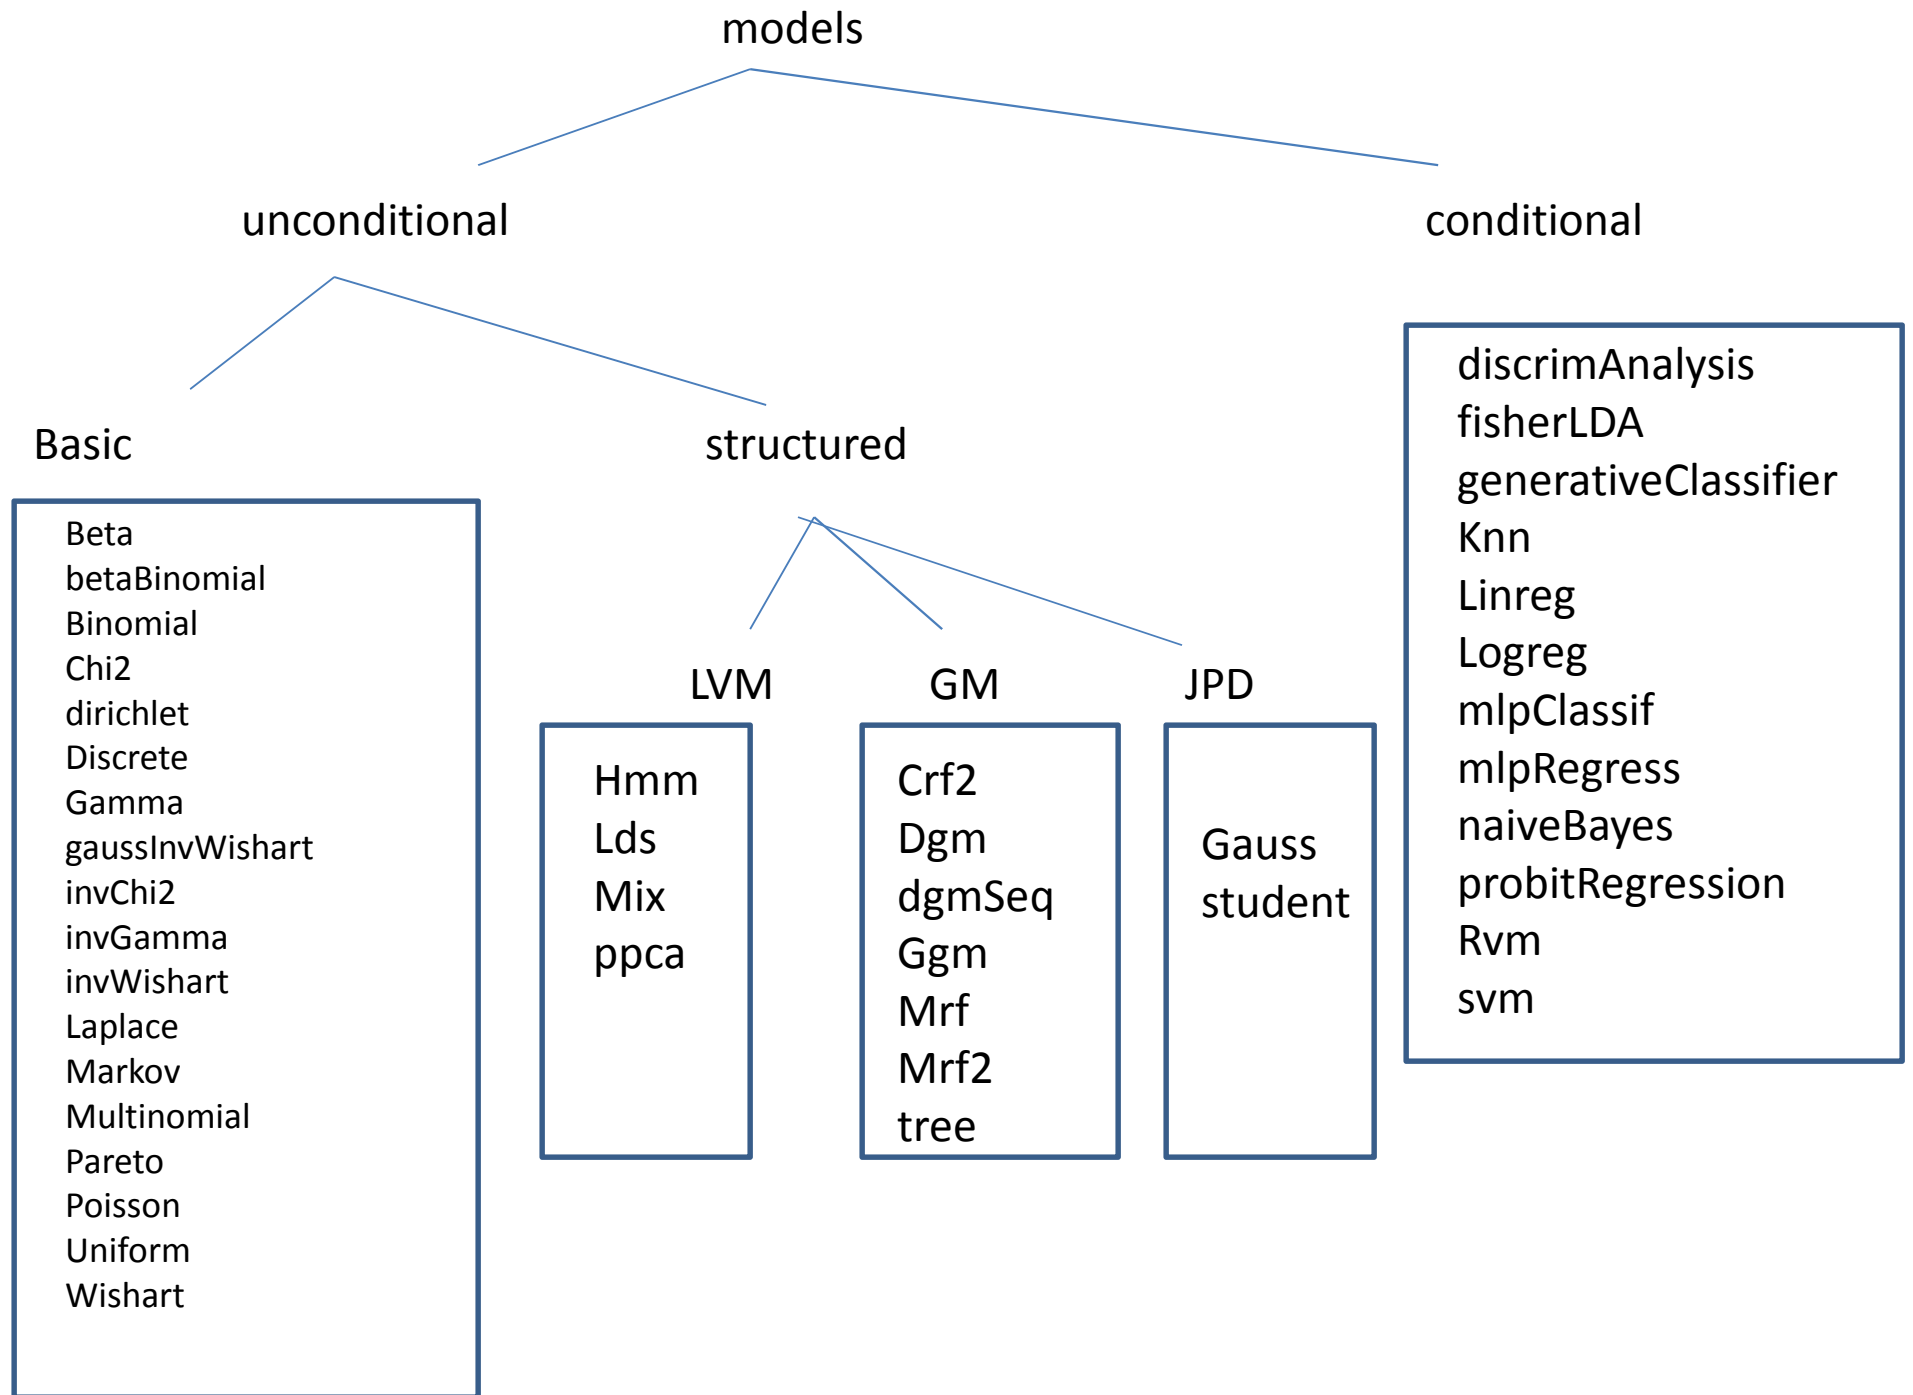 models
unconditional
conditional
Basic
structured
Beta
betaBinomial
Binomial
Chi2
dirichlet
Discrete
Gamma
gaussInvWishart
invChi2
invGamma
invWishart
Laplace
Markov
Multinomial
Pareto
Poisson
Uniform
Wishart
LVM
Hmm
Lds
Mix
ppca
GM
Crf2
Dgm
dgmSeq
Ggm
Mrf
Mrf2
tree
JPD
Gauss
student
discrimAnalysis
fisherLDA
generativeClassifier
Knn
Linreg
Logreg
mlpClassif
mlpRegress
naiveBayes
probitRegression
Rvm
svm